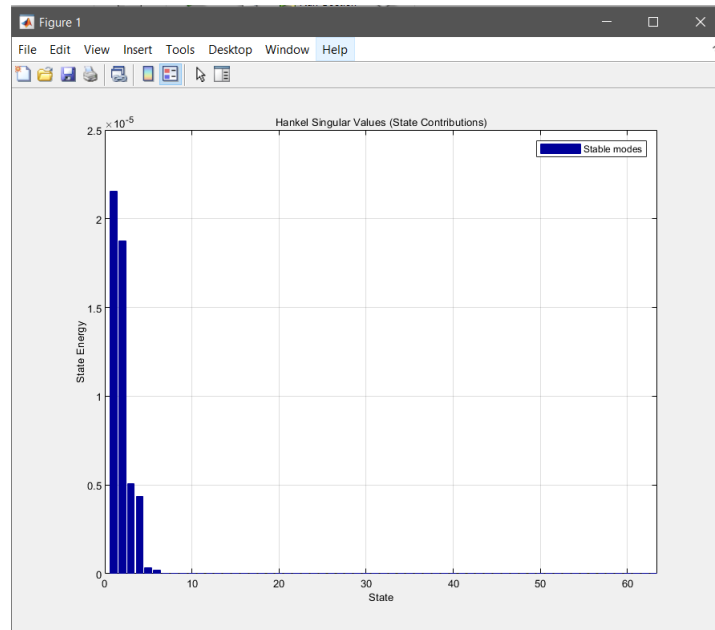 Figure 1
File Edit View Insert Tools Desktop Window Help
Hankel Singular Values (State Contributions)
×10-5
Stable modes
2.5
2
1.5
1
0.5
0
State Energy
0 10 20 30 40 50 60
State